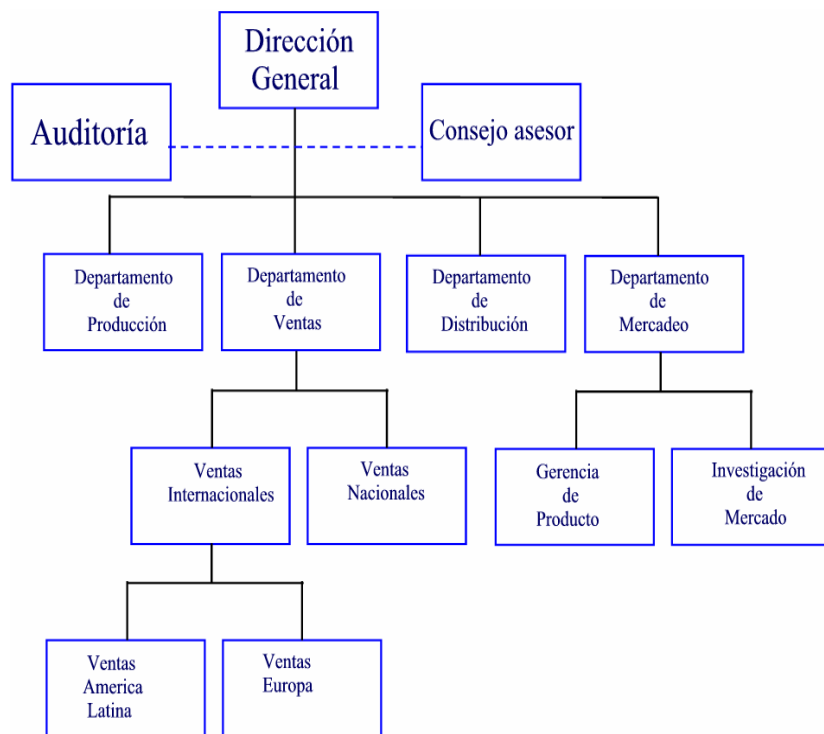 Dirección
General
Auditoría
Consejo asesor
Departamento
de
Producción
Departamento
de
Ventas
Departamento
de
Distribución
Departamento
de
Mercadeo
Ventas
Internacionales
Ventas
Nacionales
Gerencia
de
Producto
Investigación
de
Mercado
Ventas
America
Latina
Ventas
Europa